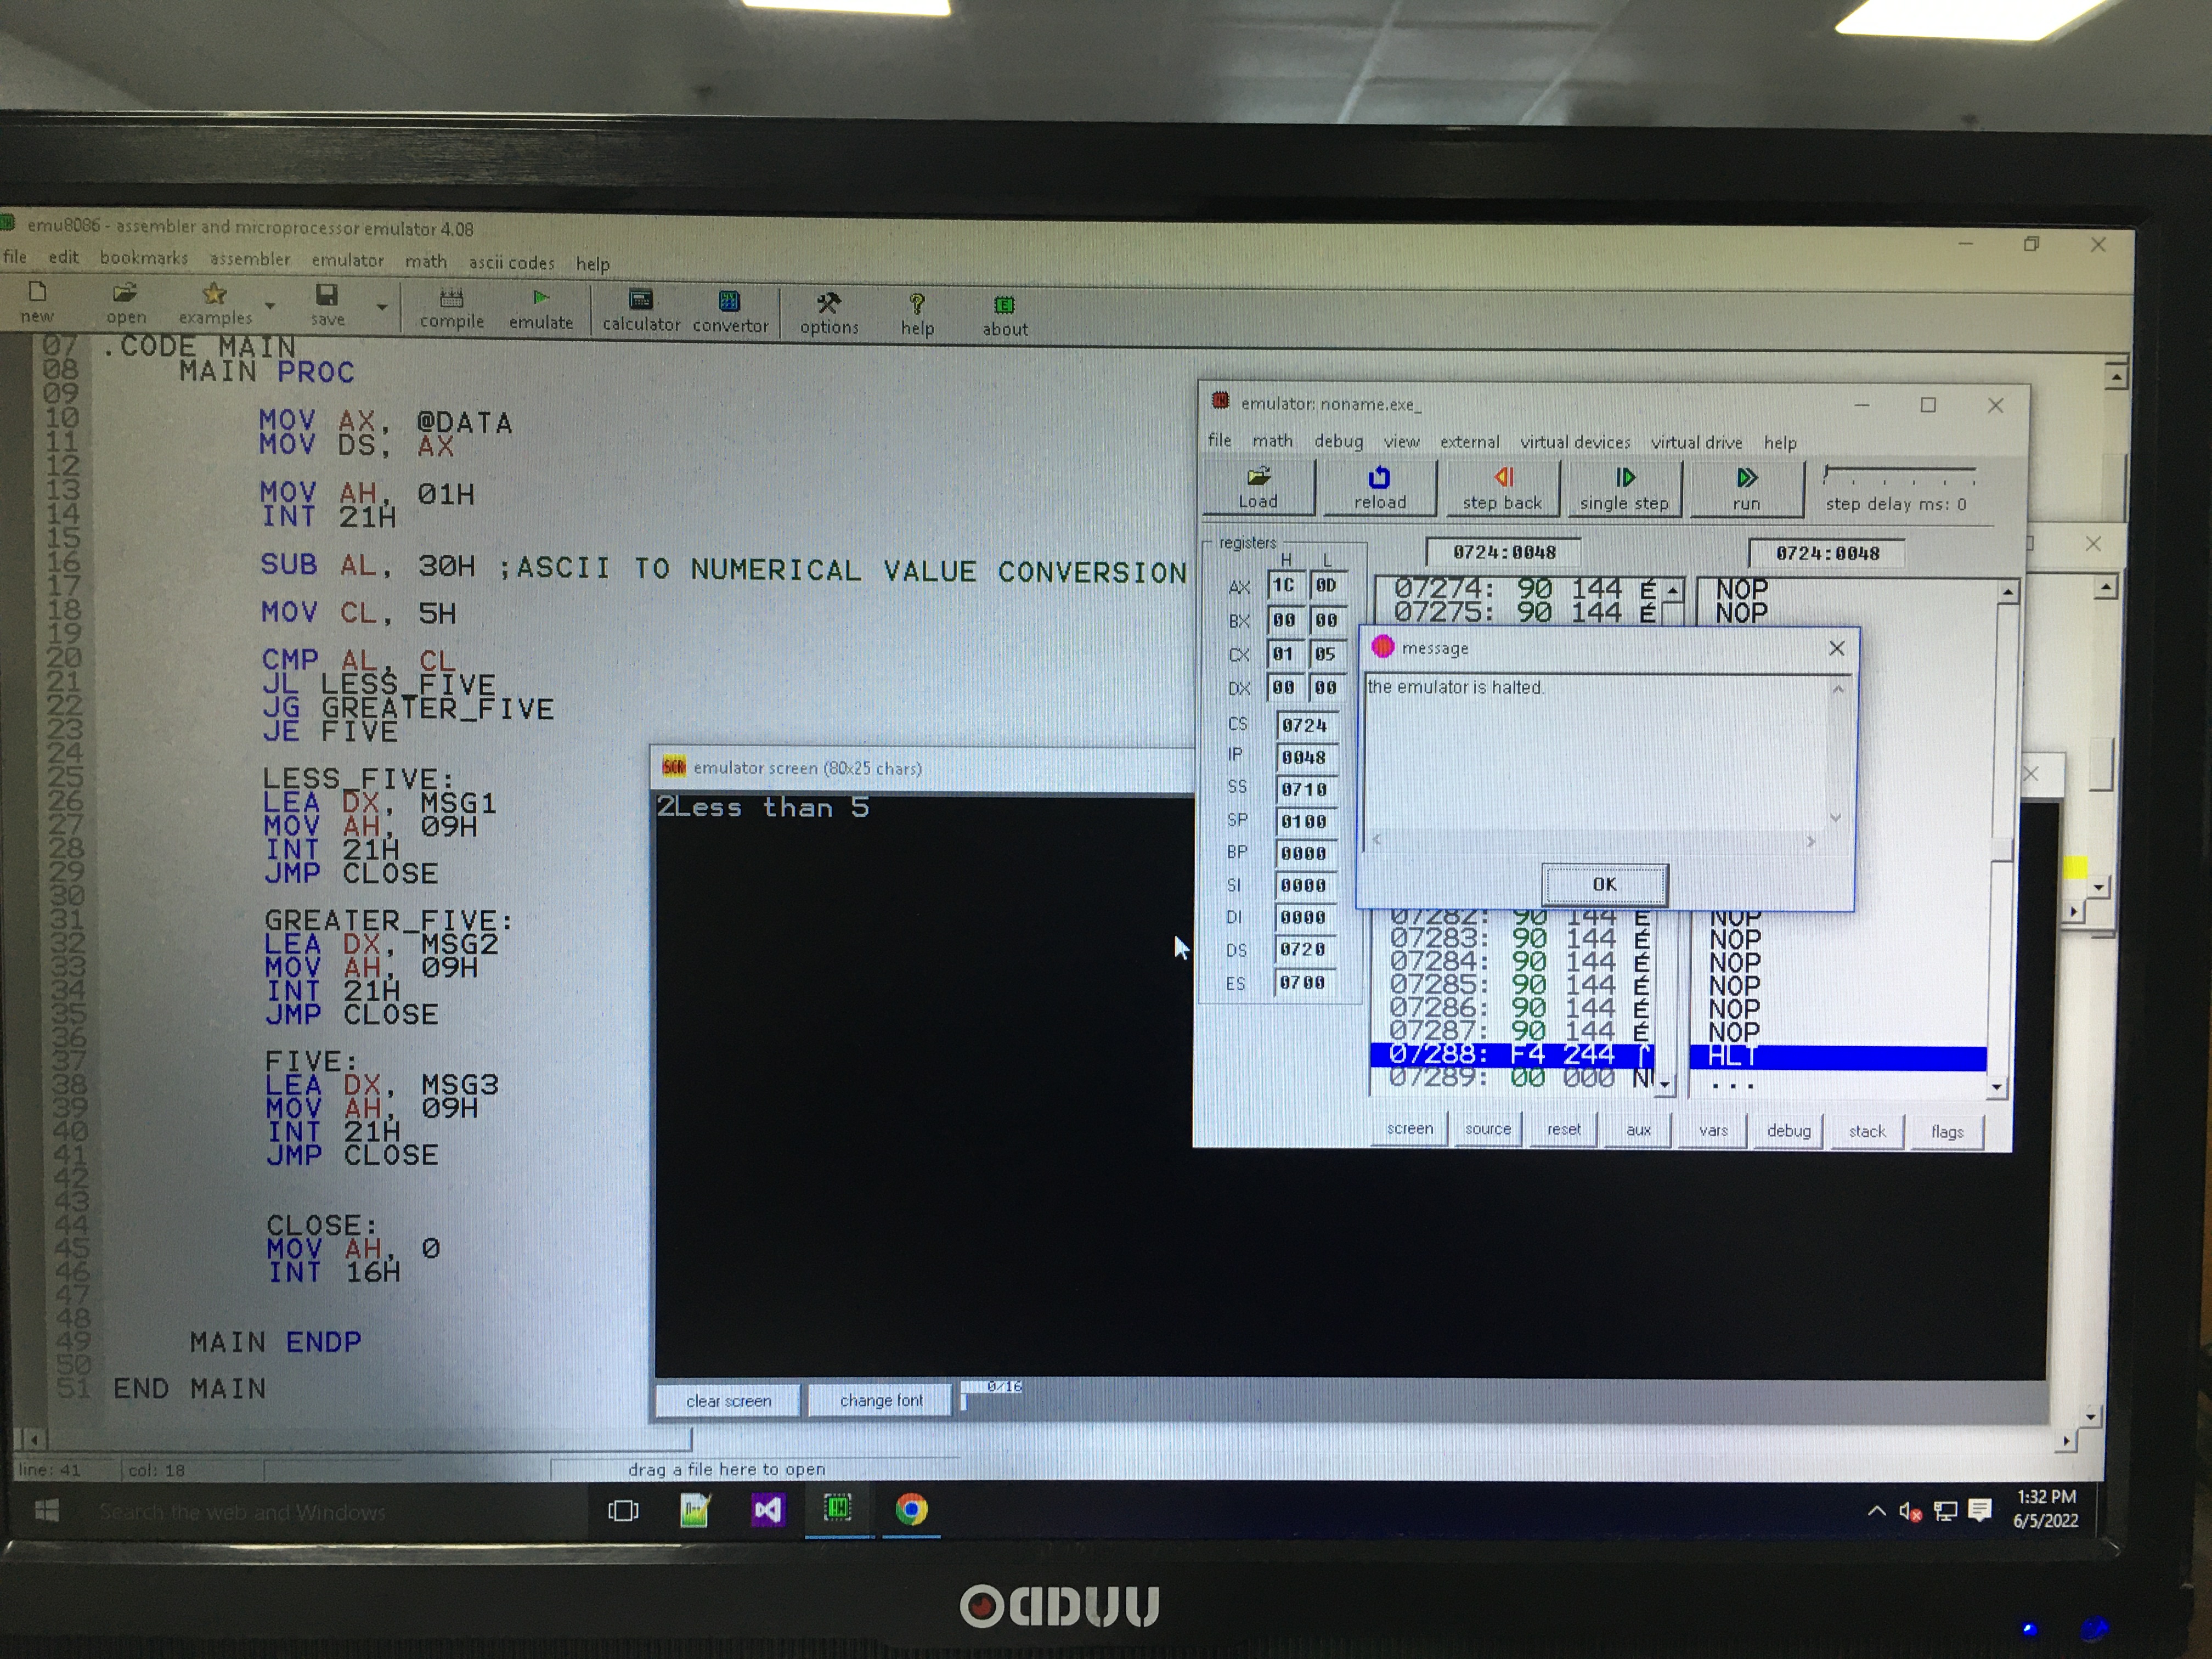 emu8086 - assembler and microprocessor emulator 4.08
file edit bookmarks assembler emulator math ascii codes help
new open examples save compile emulate calculator convertor options help about
07 .CODE MAIN
08 MAIN PROC
09
10 MOV AX, @DATA
11 MOV DS, AX
12
13 MOV AH, 01H
14 INT 21H
15
16 SUB AL, 30H ;ASCII TO NUMERICAL VALUE CONVERSION
17
18 MOV CL, 5H
19
20 CMP AL, CL
21 JL LESS_FIVE
22 JG GREATER_FIVE
23 JE FIVE
24
25 LESS_FIVE:
26 LEA DX, MSG1
27 MOV AH, 09H
28 INT 21H
29 JMP CLOSE
30
31 GREATER_FIVE:
32 LEA DX, MSG2
33 MOV AH, 09H
34 INT 21H
35 JMP CLOSE
36
37 FIVE:
38 LEA DX, MSG3
39 MOV AH, 09H
40 INT 21H
41 JMP CLOSE
42
43
44 CLOSE:
45 MOV AH, 0
46 INT 16H
47
48
49 MAIN ENDP
50
51 END MAIN
line: 41 col: 18 drag a file here to open
emulator: noname.exe_
file math debug view external virtual devices virtual drive help
Load reload step back single step run step delay ms: 0
registers 0724:0048 0724:0048
H L
AX 1C 0D
BX 00 00
CX 01 05
DX 00 00
CS 0724
IP 0048
SS 0710
SP 0100
BP 0000
SI 0000
DI 0000
DS 0720
ES 0700
07274: 90 144 É NOP
07275: 90 144 É NOP
07282: 90 144 É NOP
07283: 90 144 É NOP
07284: 90 144 É NOP
07285: 90 144 É NOP
07286: 90 144 É NOP
07287: 90 144 É NOP
07288: F4 244 ⌠ HLT
07289: 00 000 ...
screen source reset aux vars debug stack flags
message
the emulator is halted.
OK
SCR emulator screen (80x25 chars)
2Less than 5
clear screen change font 0/16
Search the web and Windows
1:32 PM
6/5/2022